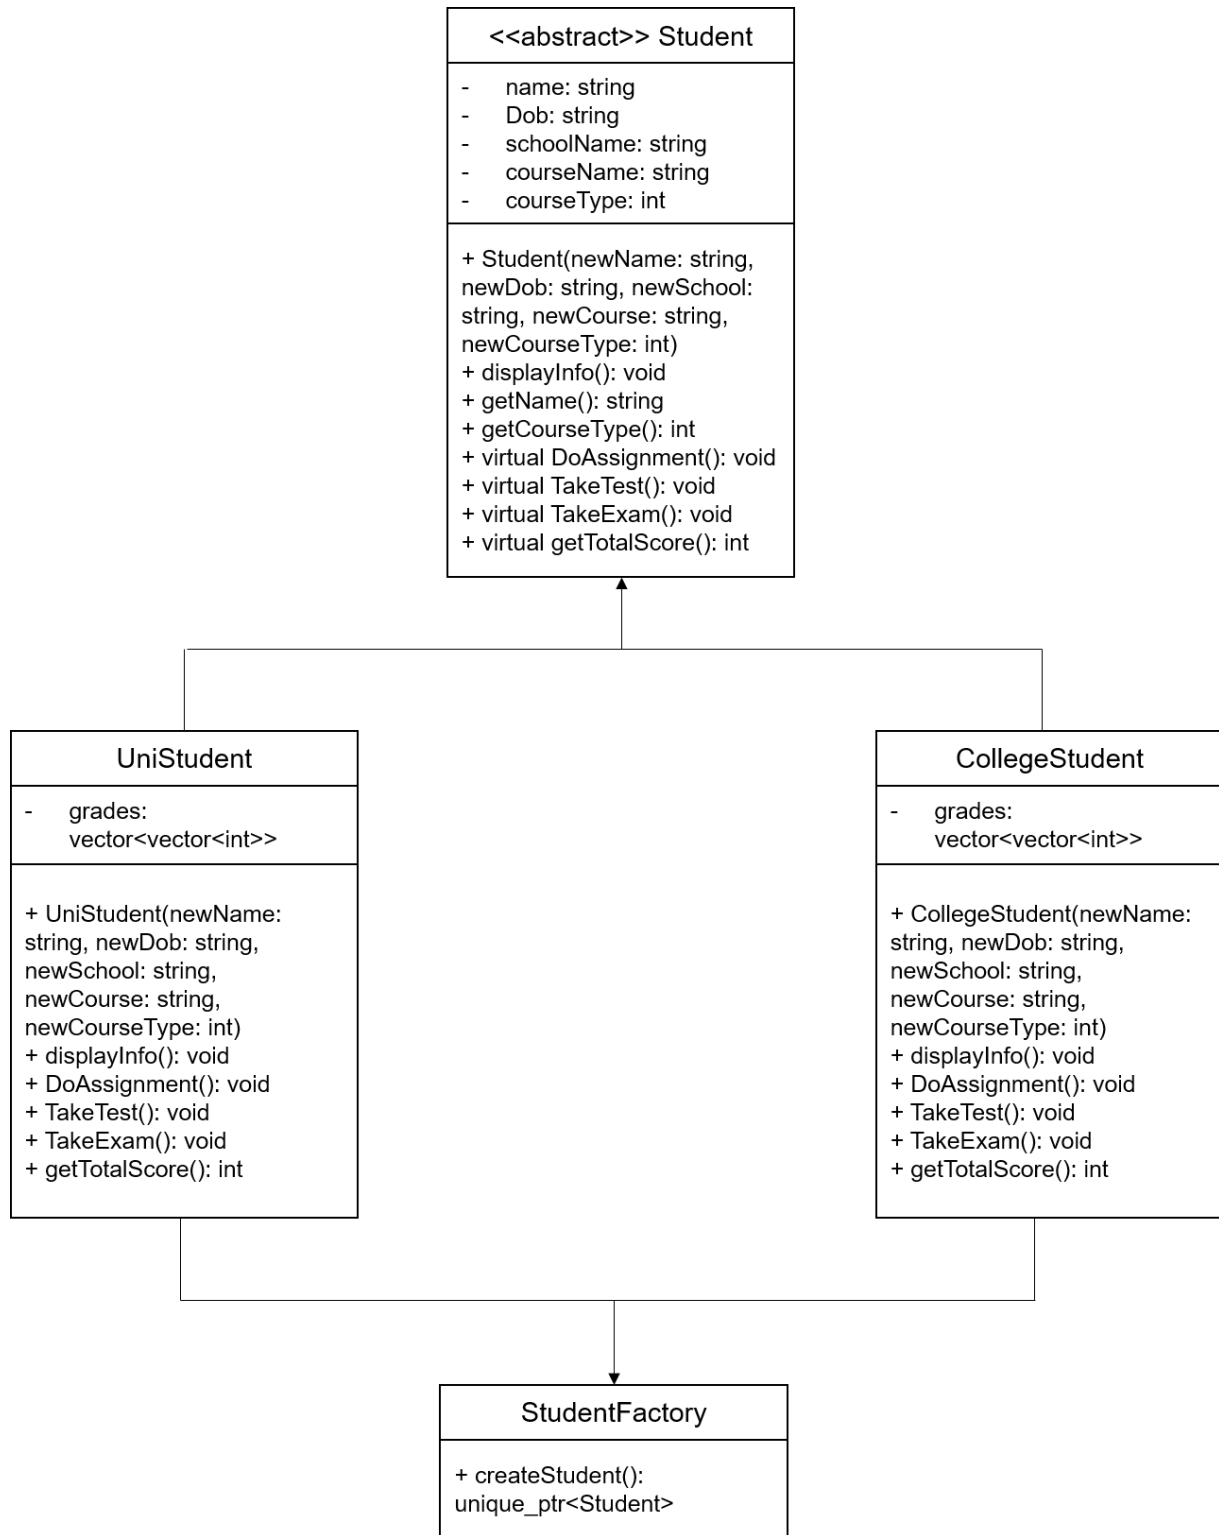 <<abstract>> Student
- name: string
- Dob: string
- schoolName: string
- courseName: string
- courseType: int
+ Student(newName: string,
newDob: string, newSchool:
string, newCourse: string,
newCourseType: int)
+ displayInfo(): void
+ getName(): string
+ getCourseType(): int
+ virtual DoAssignment(): void
+ virtual TakeTest(): void
+ virtual TakeExam(): void
+ virtual getTotalScore(): int
UniStudent
- grades:
vector<vector<int>>
+ UniStudent(newName:
string, newDob: string,
newSchool: string,
newCourse: string,
newCourseType: int)
+ displayInfo(): void
+ DoAssignment(): void
+ TakeTest(): void
+ TakeExam(): void
+ getTotalScore(): int
CollegeStudent
- grades:
vector<vector<int>>
+ CollegeStudent(newName:
string, newDob: string,
newSchool: string,
newCourse: string,
newCourseType: int)
+ displayInfo(): void
+ DoAssignment(): void
+ TakeTest(): void
+ TakeExam(): void
+ getTotalScore(): int
StudentFactory
+ createStudent():
unique_ptr<Student>